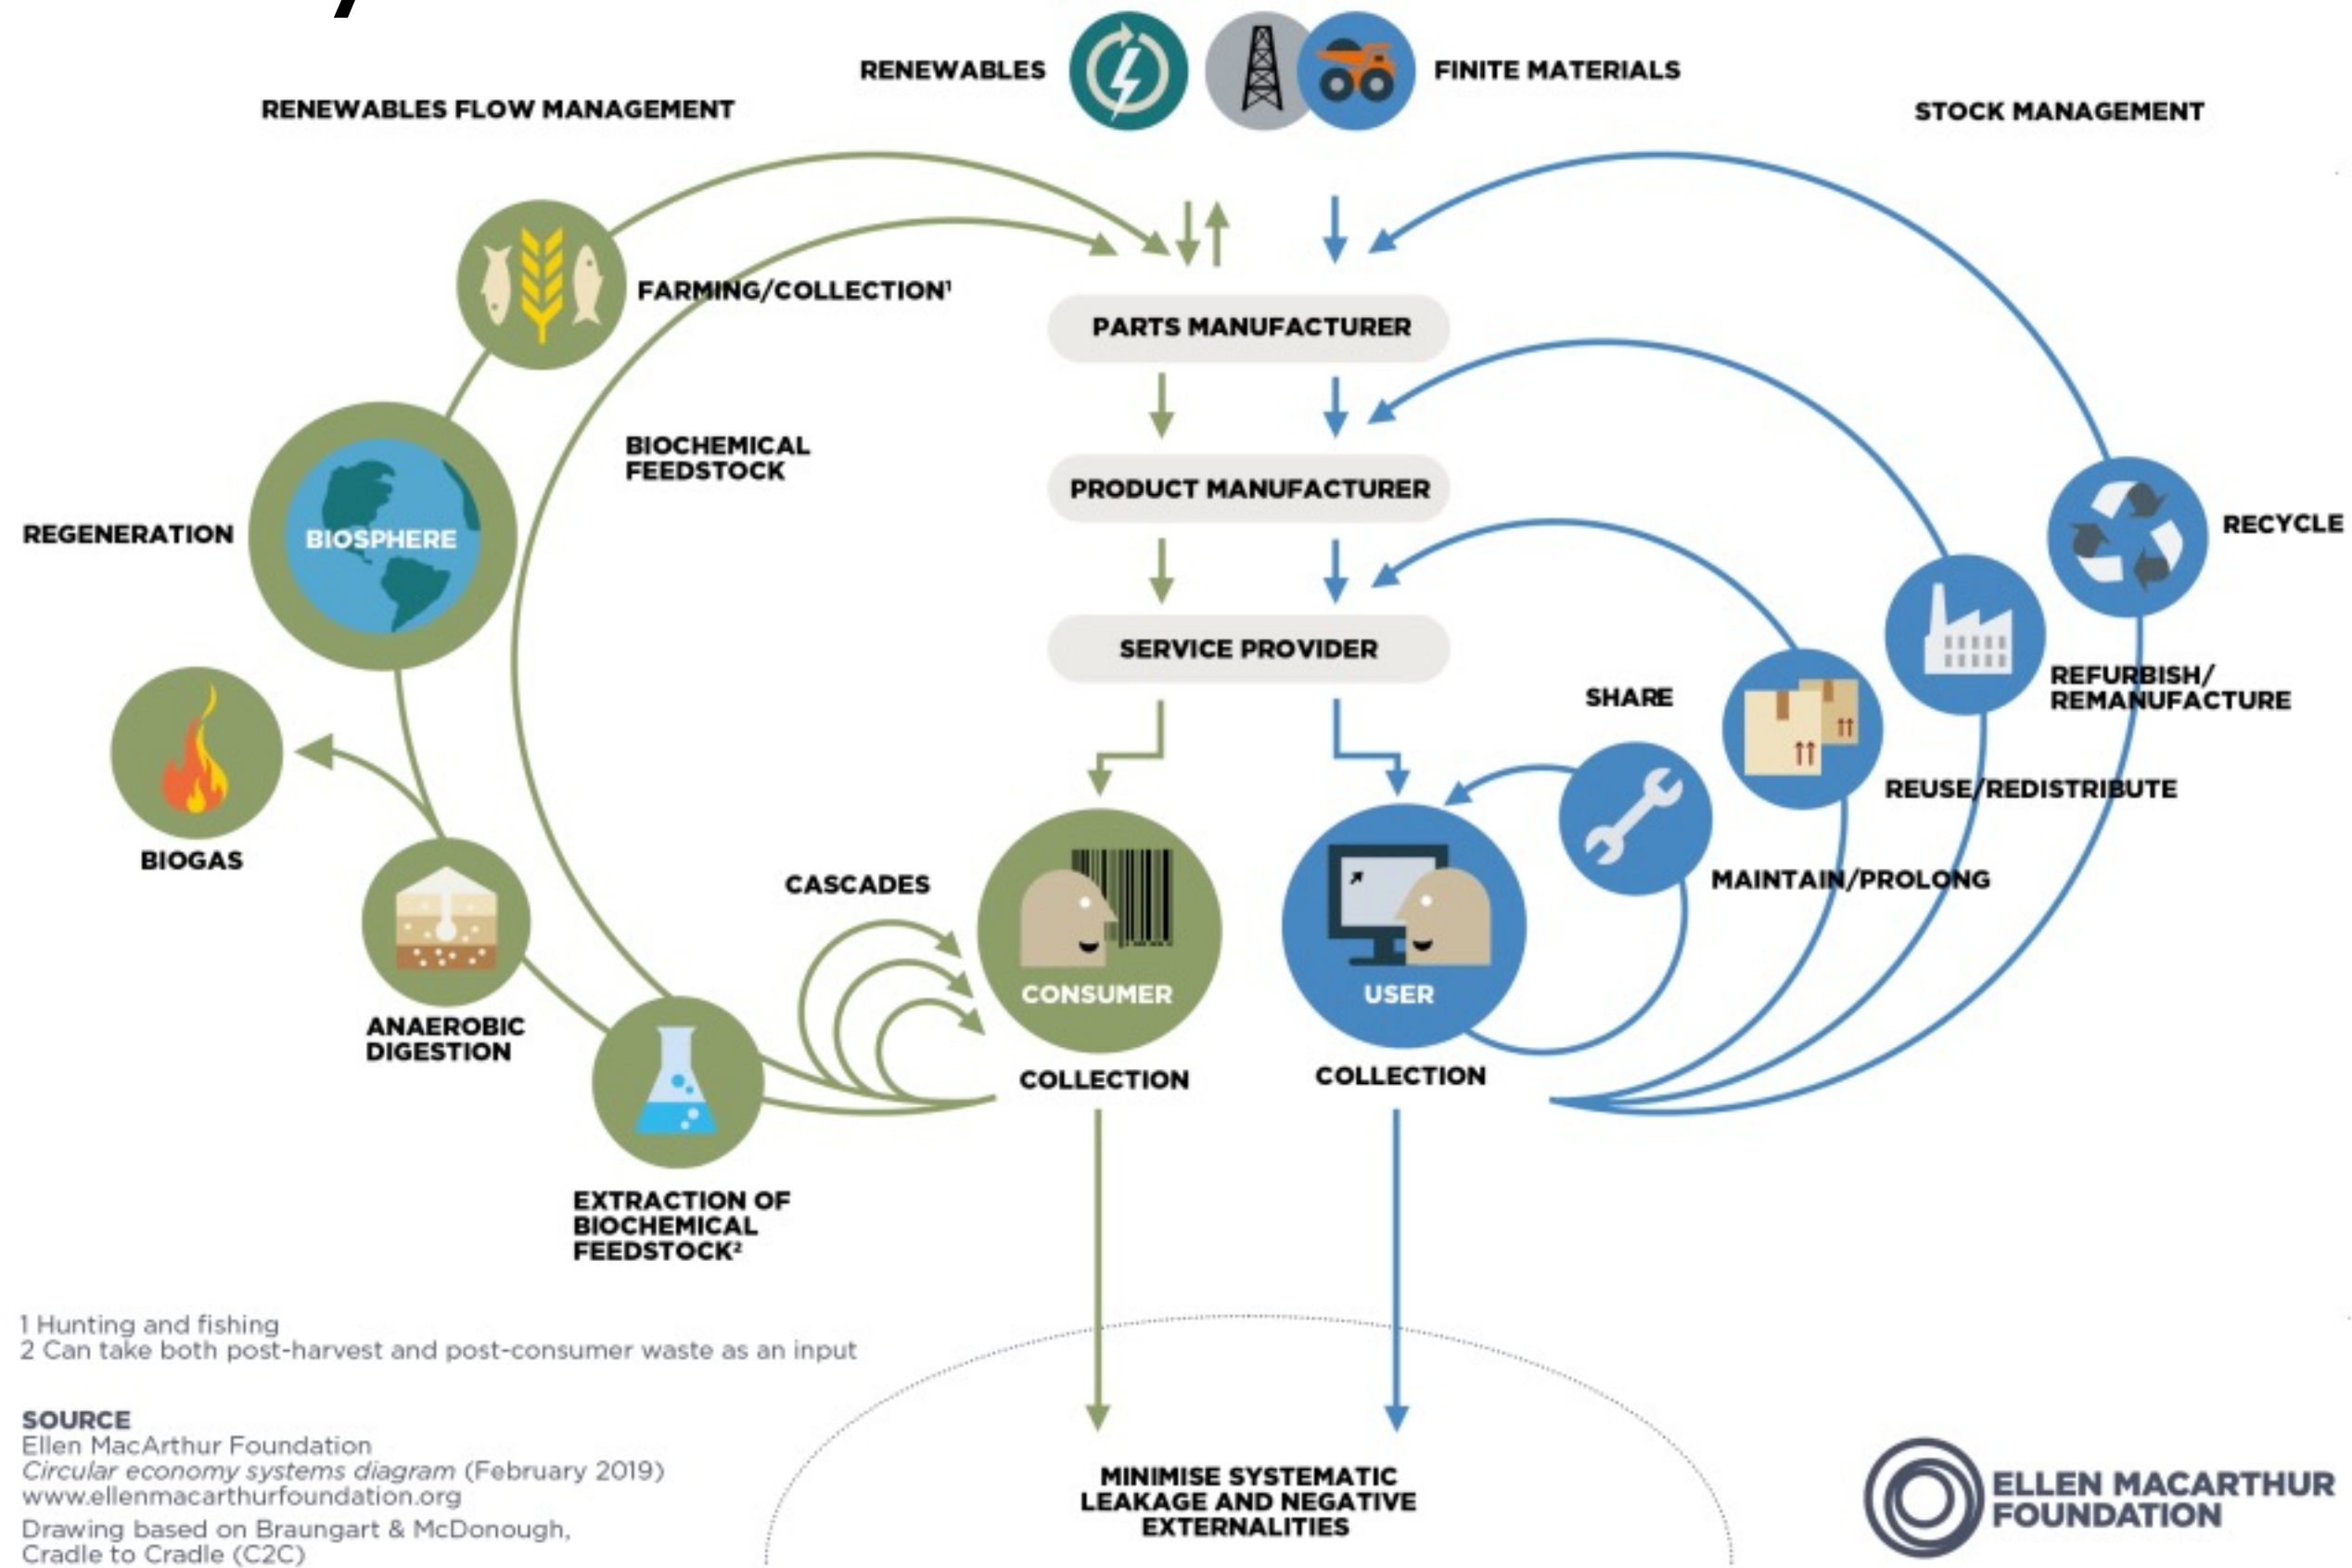 RENEWABLES
FINITE MATERIALS
RENEWABLES FLOW MANAGEMENT
STOCK MANAGEMENT
FARMING/COLLECTION¹
PARTS MANUFACTURER
BIOCHEMICAL
FEEDSTOCK
PRODUCT MANUFACTURER
REGENERATION
BIOSPHERE
RECYCLE
SERVICE PROVIDER
SHARE
REFURBISH/
REMANUFACTURE
REUSE/REDISTRIBUTE
BIOGAS
CASCADES
MAINTAIN/PROLONG
CONSUMER
USER
ANAEROBIC
DIGESTION
COLLECTION
COLLECTION
EXTRACTION OF
BIOCHEMICAL
FEEDSTOCK²
1 Hunting and fishing
2 Can take both post-harvest and post-consumer waste as an input
SOURCE
Ellen MacArthur Foundation
Circular economy systems diagram (February 2019)
www.ellenmacarthurfoundation.org
Drawing based on Braungart & McDonough,
Cradle to Cradle (C2C)
MINIMISE SYSTEMATIC
LEAKAGE AND NEGATIVE
EXTERNALITIES
ELLEN MACARTHUR
FOUNDATION